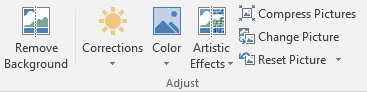 Remove
Background
Corrections
Color
Artistic
Effects
Compress Pictures
Change Picture
Reset Picture
Adjust